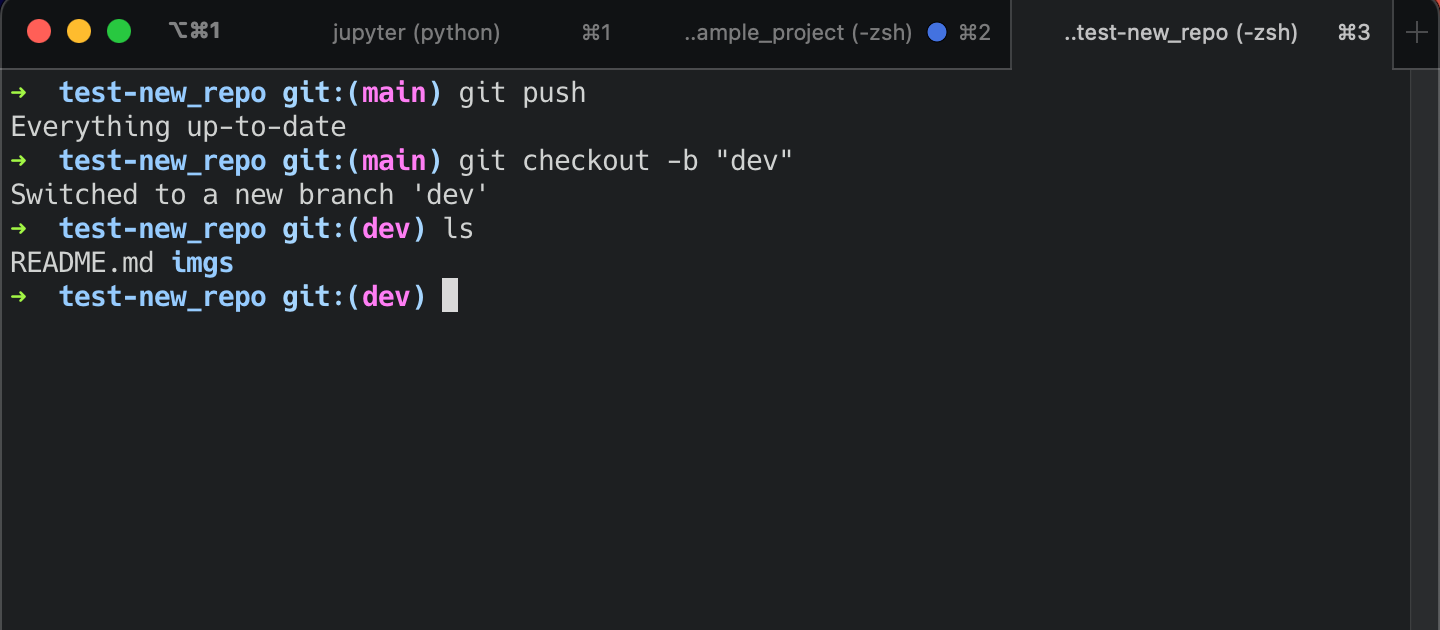 ⌥⌘1 jupyter (python) ⌘1 ..ample_project (-zsh) ⌘2 ..test-new_repo (-zsh) ⌘3 +
➜ test-new_repo git:(main) git push
Everything up-to-date
➜ test-new_repo git:(main) git checkout -b "dev"
Switched to a new branch 'dev'
➜ test-new_repo git:(dev) ls
README.md imgs
➜ test-new_repo git:(dev)